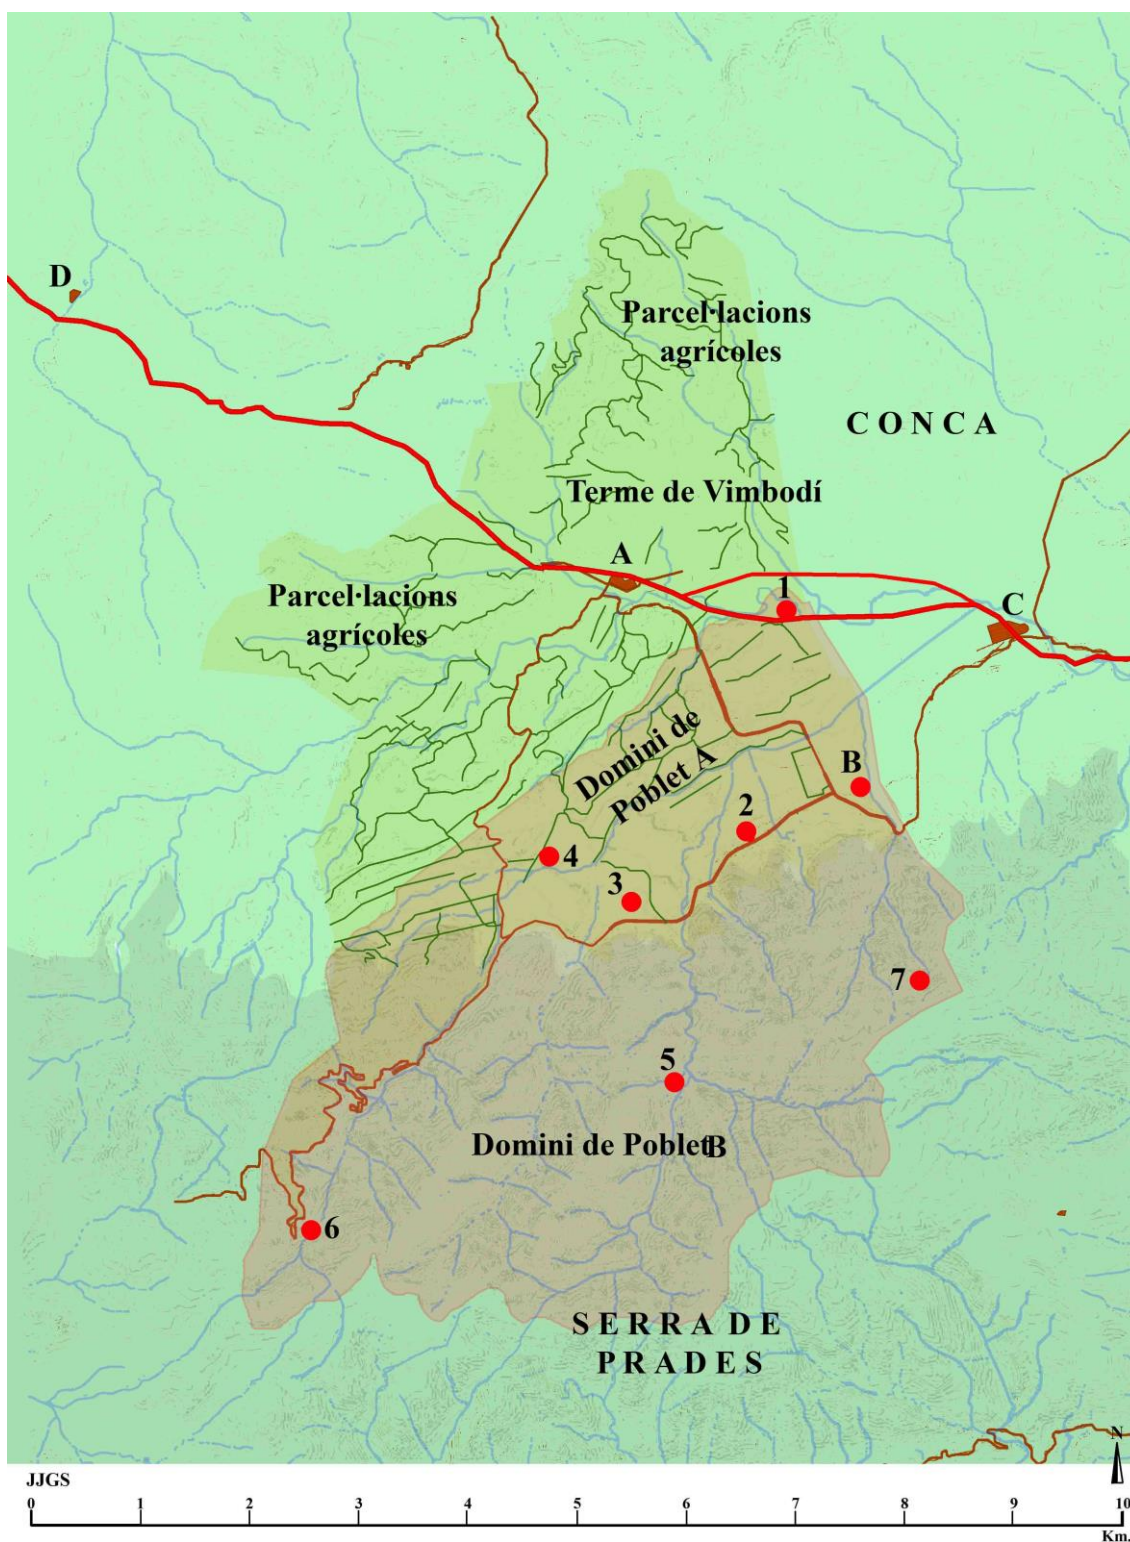 D
Parcel·lacions
agrícoles
CONCA
Terme de Vimbodí
A
Parcel·lacions
agrícoles
1
C
Domini de
Poblet A
B
2
4
3
7
5
Domini de Poblet B
6
SERRA DE
PRADES
N
JJGS
0 1 2 3 4 5 6 7 8 9 10
Km.